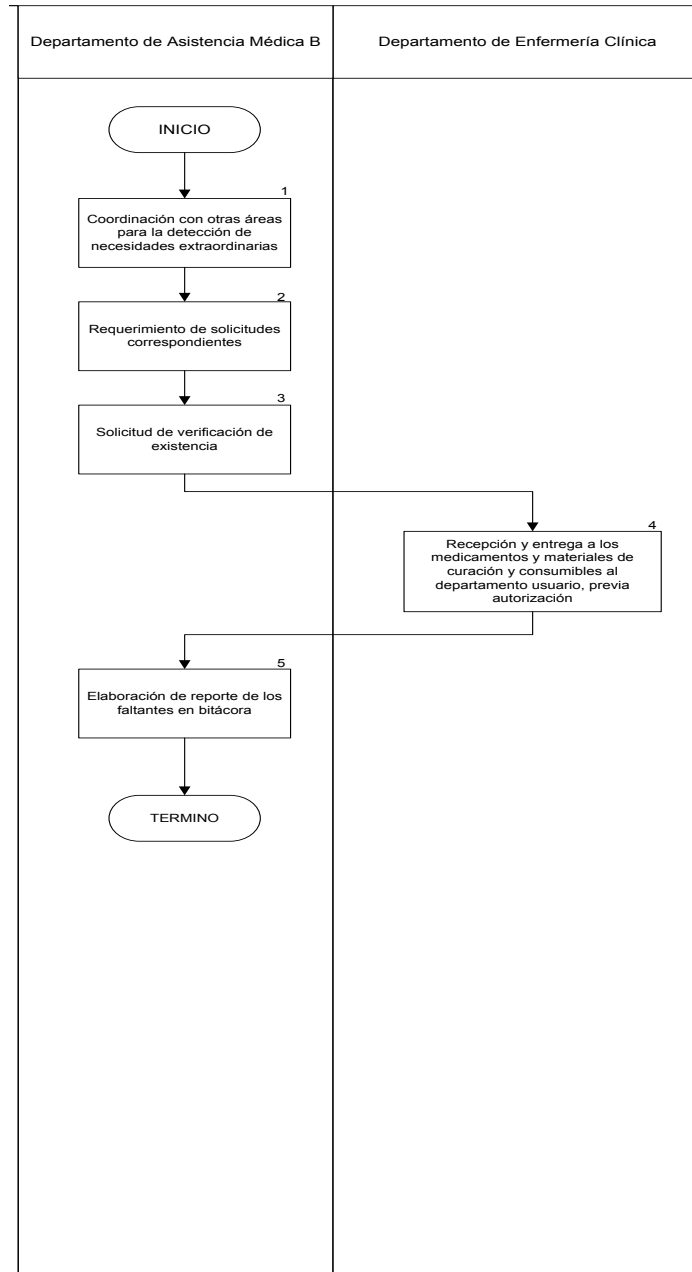 Departamento de Asistencia Médica B
Departamento de Enfermería Clínica
INICIO
1
Coordinación con otras áreas
para la detección de
necesidades extraordinarias
2
Requerimiento de solicitudes
correspondientes
3
Solicitud de verificación de
existencia
4
Recepción y entrega a los
medicamentos y materiales de
curación y consumibles al
departamento usuario, previa
autorización
5
Elaboración de reporte de los
faltantes en bitácora
TERMINO